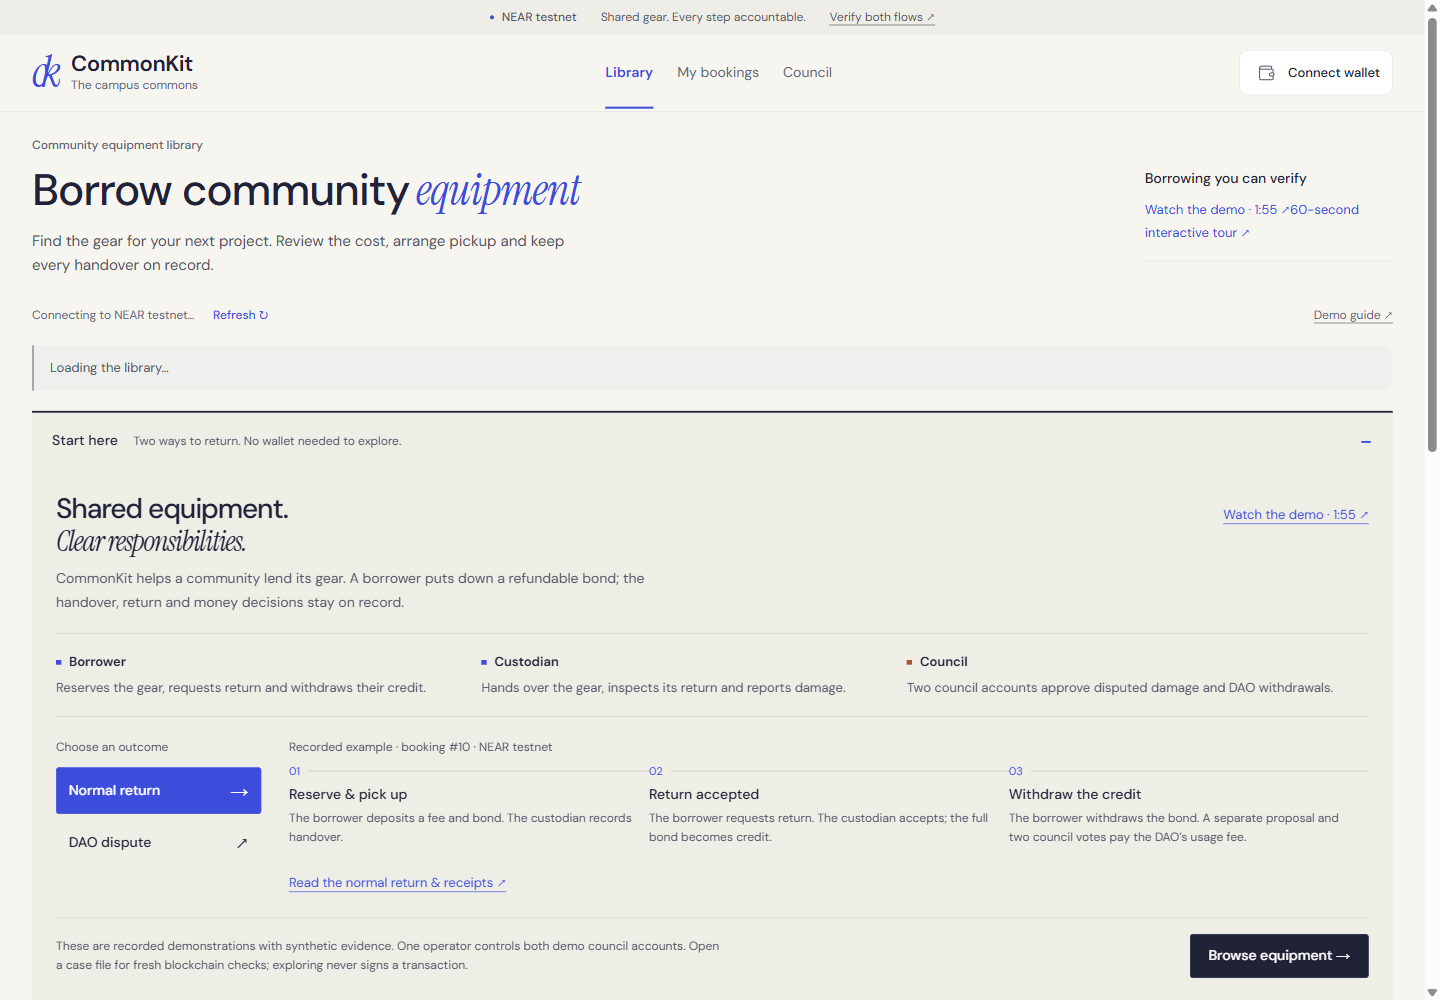 NEAR testnet Shared gear. Every step accountable. Verify both flows ↗
dk CommonKit
The campus commons
Library My bookings Council
Connect wallet
Community equipment library
Borrow community equipment
Find the gear for your next project. Review the cost, arrange pickup and keep
every handover on record.
Borrowing you can verify
Watch the demo · 1:55 ↗60-second
interactive tour ↗
Connecting to NEAR testnet… Refresh ↻
Demo guide ↗
Loading the library…
Start here Two ways to return. No wallet needed to explore. –
Shared equipment.
Clear responsibilities.
Watch the demo · 1:55 ↗
CommonKit helps a community lend its gear. A borrower puts down a refundable bond; the
handover, return and money decisions stay on record.
Borrower
Reserves the gear, requests return and withdraws their credit.
Custodian
Hands over the gear, inspects its return and reports damage.
Council
Two council accounts approve disputed damage and DAO withdrawals.
Choose an outcome
Normal return →
DAO dispute ↗
Recorded example · booking #10 · NEAR testnet
01
Reserve & pick up
The borrower deposits a fee and bond. The custodian records
handover.
02
Return accepted
The borrower requests return. The custodian accepts; the full
bond becomes credit.
03
Withdraw the credit
The borrower withdraws the bond. A separate proposal and
two council votes pay the DAO's usage fee.
Read the normal return & receipts ↗
These are recorded demonstrations with synthetic evidence. One operator controls both demo council accounts. Open
a case file for fresh blockchain checks; exploring never signs a transaction.
Browse equipment →